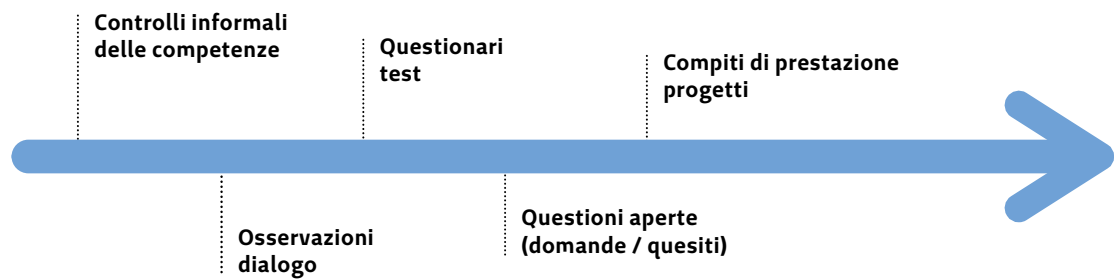 Controlli informali
delle competenze
Questionari
test
Compiti di prestazione
progetti
Osservazioni
dialogo
Questioni aperte
(domande / quesiti)